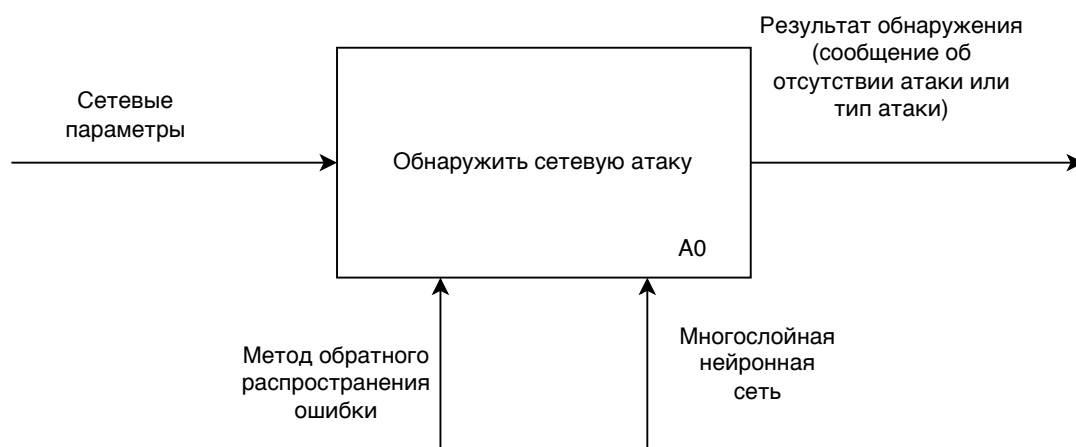 Результат обнаружения
(сообщение об
отсутствии атаки или
тип атаки)
Сетевые
параметры
Обнаружить сетевую атаку
A0
Метод обратного
распространения
ошибки
Многослойная
нейронная
сеть